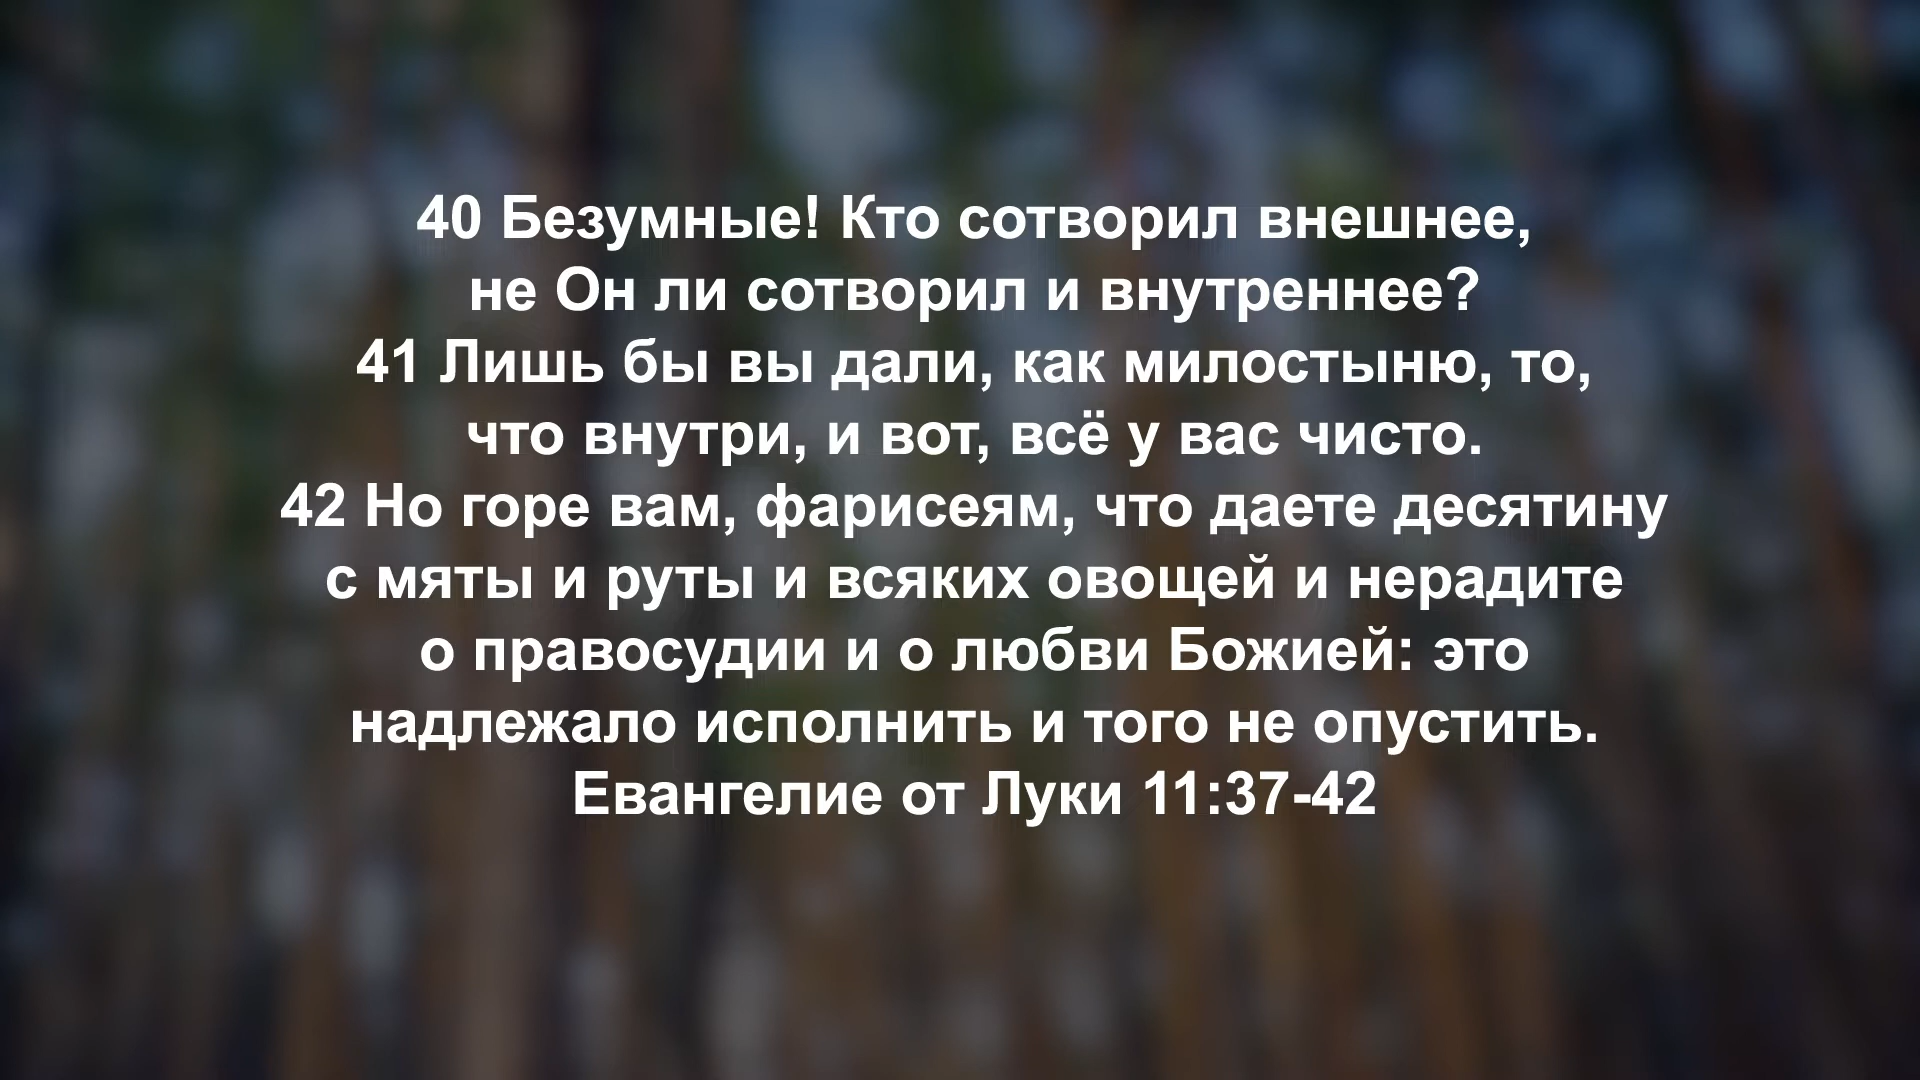 40 Безумные! Кто сотворил внешнее,
не Он ли сотворил и внутреннее?
41 Лишь бы вы дали, как милостыню, то,
что внутри, и вот, всё у вас чисто.
42 Но горе вам, фарисеям, что даете десятину
с мяты и руты и всяких овощей и нерадите
о правосудии и о любви Божией: это
надлежало исполнить и того не опустить.
Евангелие от Луки 11:37-42